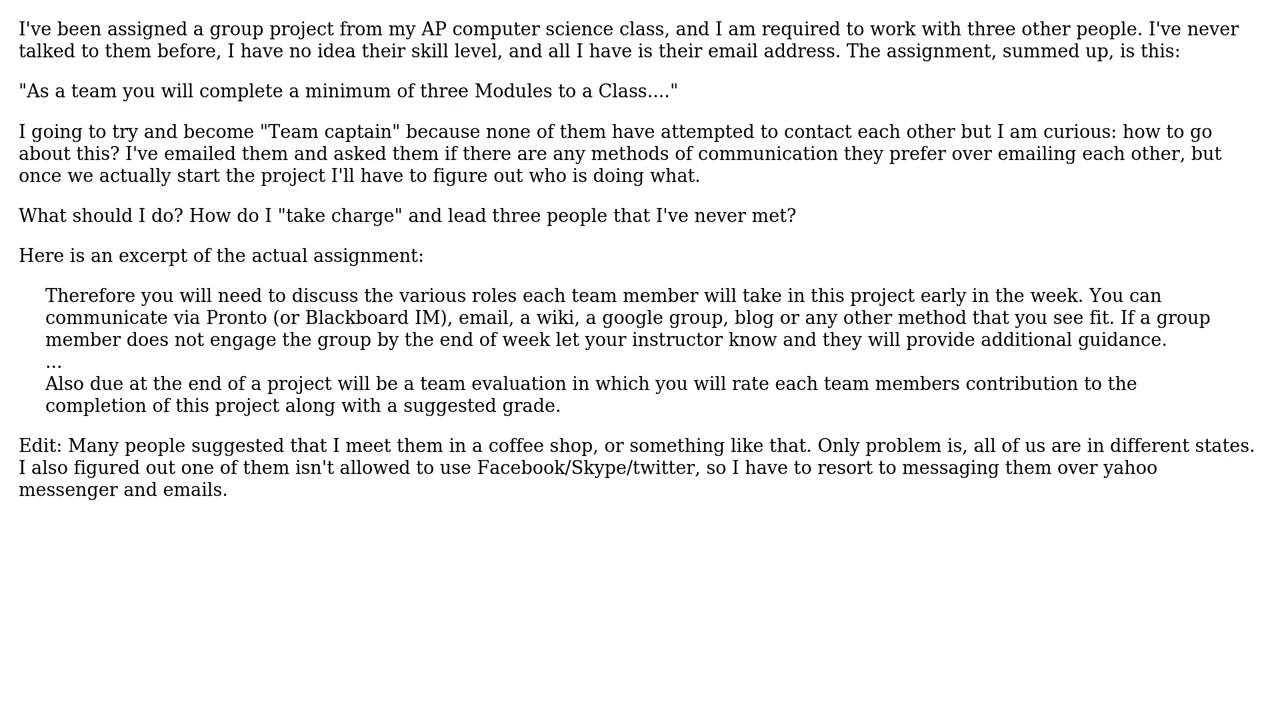 I've been assigned a group project from my AP computer science class, and I am required to work with three other people. I've never
talked to them before, I have no idea their skill level, and all I have is their email address. The assignment, summed up, is this:
"As a team you will complete a minimum of three Modules to a Class...."
I going to try and become "Team captain" because none of them have attempted to contact each other but I am curious: how to go
about this? I've emailed them and asked them if there are any methods of communication they prefer over emailing each other, but
once we actually start the project I'll have to figure out who is doing what.
What should I do? How do I "take charge" and lead three people that I've never met?
Here is an excerpt of the actual assignment:
Therefore you will need to discuss the various roles each team member will take in this project early in the week. You can
communicate via Pronto (or Blackboard IM), email, a wiki, a google group, blog or any other method that you see fit. If a group
member does not engage the group by the end of week let your instructor know and they will provide additional guidance.
...
Also due at the end of a project will be a team evaluation in which you will rate each team members contribution to the
completion of this project along with a suggested grade.
Edit: Many people suggested that I meet them in a coffee shop, or something like that. Only problem is, all of us are in different states.
I also figured out one of them isn't allowed to use Facebook/Skype/twitter, so I have to resort to messaging them over yahoo
messenger and emails.